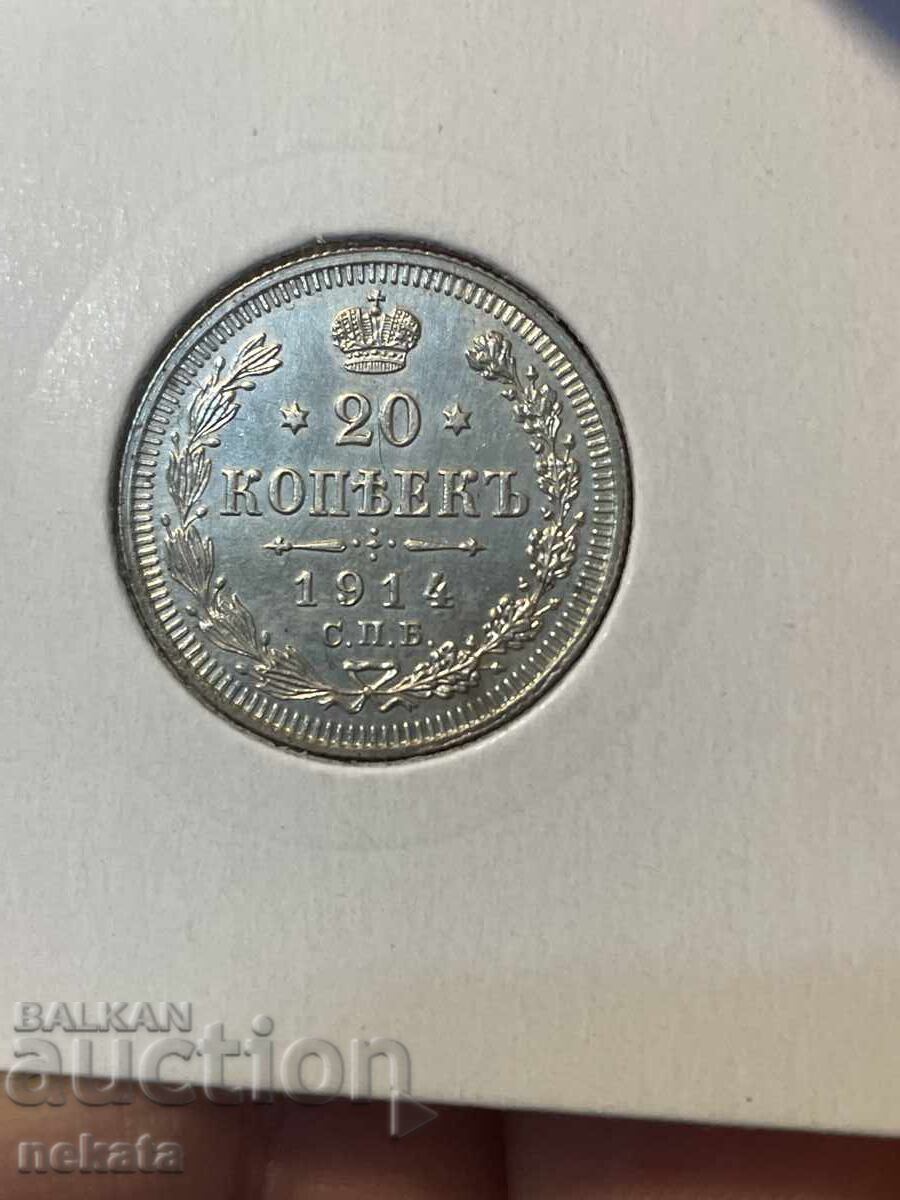 20
КОПѢЕКЪ
1914
С.П.Б.
BALKAN
auction
nekata